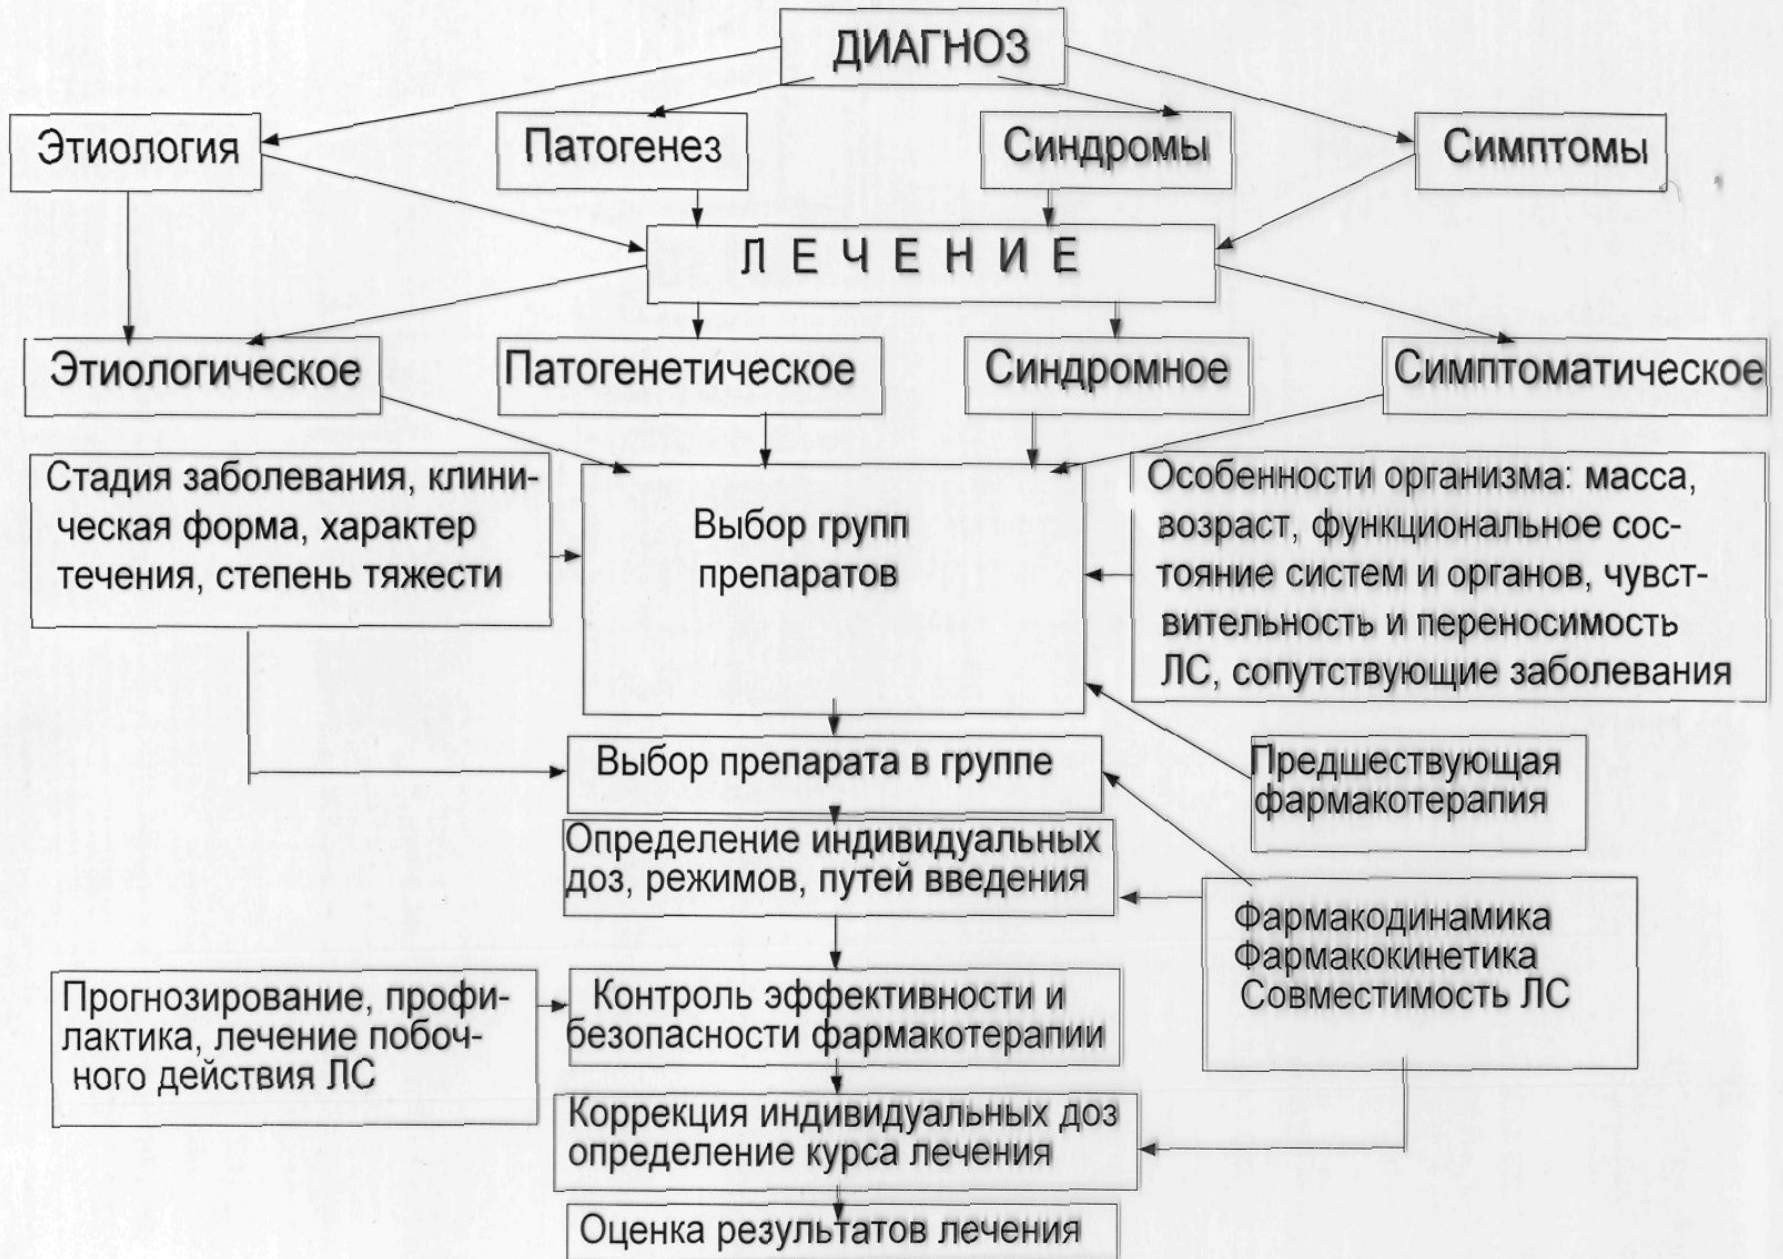 ДИАГНОЗ
Этиология
Патогенез
Синдромы
Симптомы
ЛЕЧЕНИЕ
Этиологическое
Патогенетическое
Синдромное
Симптоматическое
Стадия заболевания, клини-
ческая форма, характер
течения, степень тяжести
Выбор групп
препаратов
Особенности организма: масса,
возраст, функциональное сос-
тояние систем и органов, чувст-
вительность и переносимость
ЛС, сопутствующие заболевания
Выбор препарата в группе
Предшествующая
фармакотерапия
Определение индивидуальных
доз, режимов, путей введения
Фармакодинамика
Фармакокинетика
Совместимость ЛС
Прогнозирование, профи-
лактика, лечение побоч-
ного действия ЛС
Контроль эффективности и
безопасности фармакотерапии
Коррекция индивидуальных доз
определение курса лечения
Оценка результатов лечения